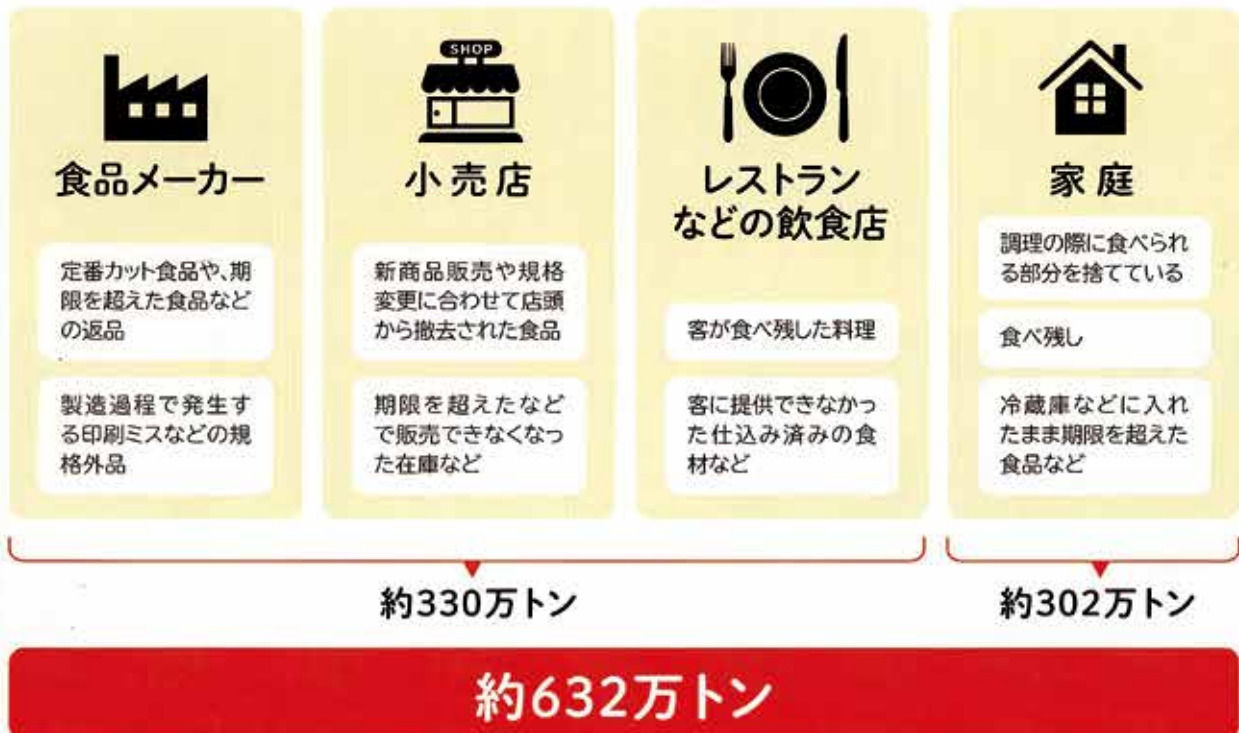 食品メーカー
定番カット食品や、期
限を超えた食品など
の返品
製造過程で発生す
る印刷ミスなどの規
格外品
SHOP
小売店
新商品販売や規格
変更に合わせて店頭
から撤去された食品
期限を超えたなど
で販売できなくなっ
た在庫など
レストラン
などの飲食店
客が食べ残した料理
客に提供できなかっ
た仕込み済みの食
材など
家庭
調理の際に食べられ
る部分を捨てている
食べ残し
冷蔵庫などに入れ
たまま期限を超えた
食品など
約330万トン
約302万トン
約632万トン